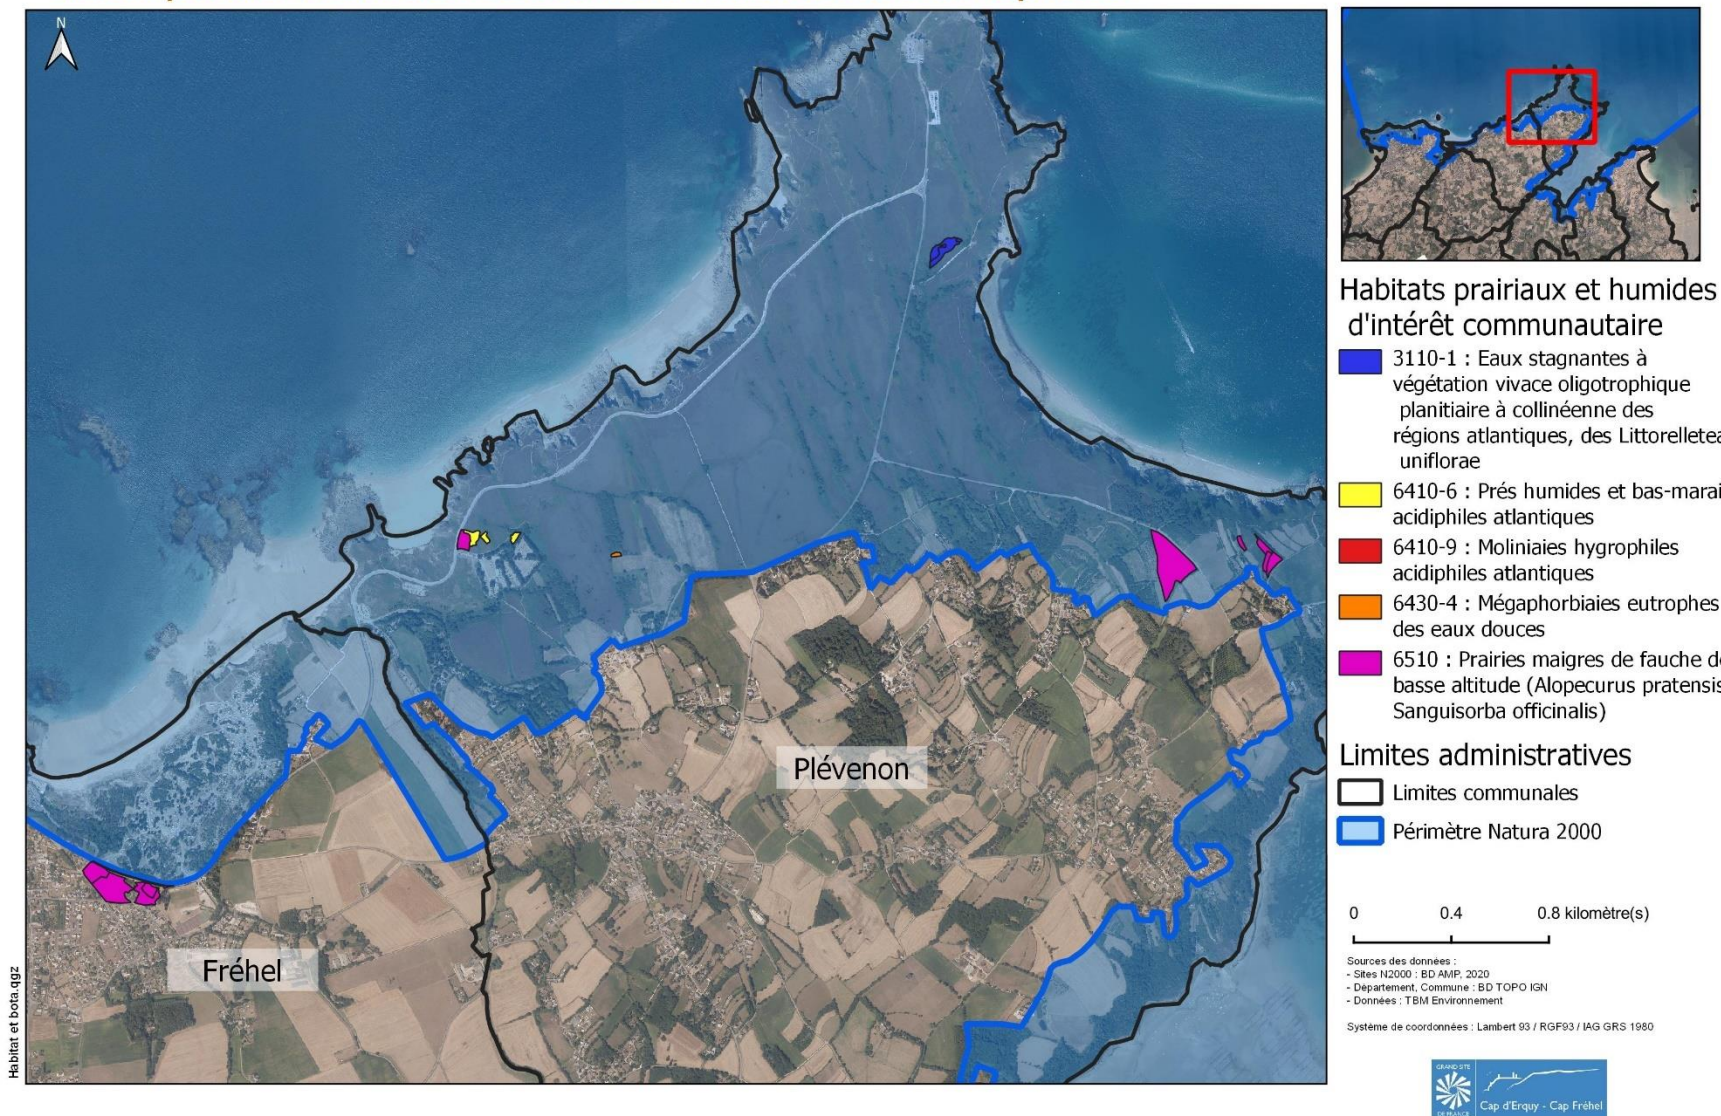 N
Habitats prairiaux et humides
d'intérêt communautaire
3110-1 : Eaux stagnantes à
végétation vivace oligotrophique
planitiaire à collinéenne des
régions atlantiques, des Littorelletea
uniflorae
6410-6 : Prés humides et bas-marai
acidiphiles atlantiques
6410-9 : Moliniaies hygrophiles
acidiphiles atlantiques
6430-4 : Mégaphorbiaies eutrophes
des eaux douces
6510 : Prairies maigres de fauche de
basse altitude (Alopecurus pratensis
Sanguisorba officinalis)
Limites administratives
Limites communales
Périmètre Natura 2000
0 0.4 0.8 kilomètre(s)
Sources des données :
- Sites N2000 : BD AMP, 2020
- Département, Commune : BD TOPO IGN
- Données : TBM Environnement
Système de coordonnées : Lambert 93 / RGF93 / IAG GRS 1980
GRAND SITE
DE FRANCE
Cap d'Erquy - Cap Fréhel
Plévenon
Fréhel
Habitat et bota.qgz